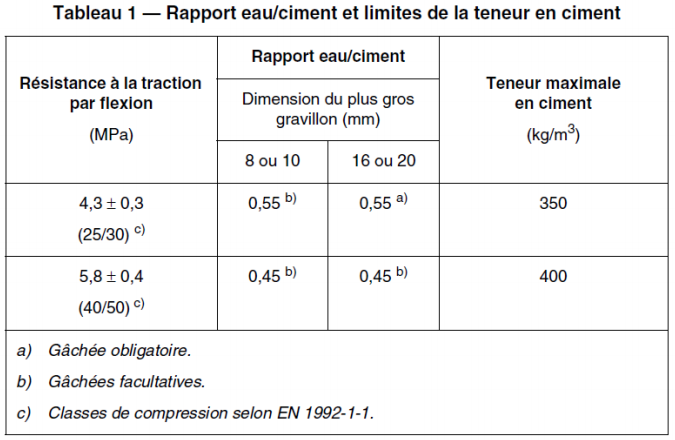 Tableau 1 — Rapport eau/ciment et limites de la teneur en ciment
Résistance à la traction
par flexion
(MPa)
Rapport eau/ciment
Dimension du plus gros
gravillon (mm)
8 ou 10
16 ou 20
Teneur maximale
en ciment
(kg/m³)
4,3 ± 0,3
(25/30) c)
0,55 b)
0,55 a)
350
5,8 ± 0,4
(40/50) c)
0,45 b)
0,45 b)
400
a) Gâchée obligatoire.
b) Gâchées facultatives.
c) Classes de compression selon EN 1992-1-1.